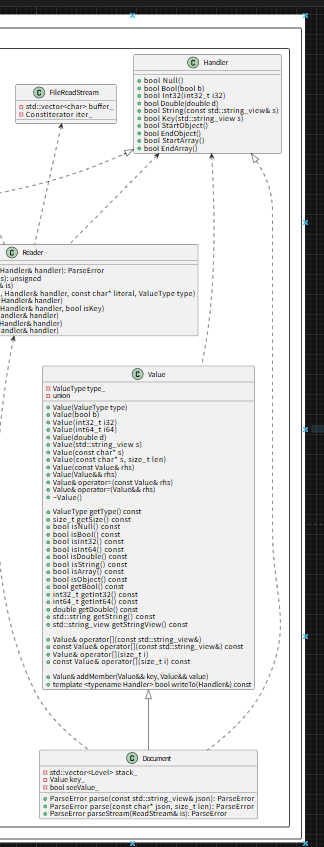 C Handler
bool Null()
bool Bool(bool b)
bool Int32(int32_t i32)
bool Double(double d)
bool String(const std::string_view& s)
bool Key(std::string_view s)
bool StartObject()
bool EndObject()
bool StartArray()
bool EndArray()
C FileReadStream
std::vector<char> buffer_
ConstIterator iter_
C Reader
Handler& handler): ParseError
s): unsigned
& is)
, Handler& handler, const char* literal, ValueType type)
Handler& handler)
Handler& handler, bool isKey)
andler& handler)
Handler& handler)
ndler& handler)
C Value
ValueType type_
union
Value(ValueType type)
Value(bool b)
Value(int32_t i32)
Value(int64_t i64)
Value(double d)
Value(std::string_view s)
Value(const char* s)
Value(const char* s, size_t len)
Value(const Value& rhs)
Value(Value&& rhs)
Value& operator=(const Value& rhs)
Value& operator=(Value&& rhs)
~Value()
ValueType getType() const
size_t getSize() const
bool isNull() const
bool isBool() const
bool isInt32() const
bool isInt64() const
bool isDouble() const
bool isString() const
bool isArray() const
bool isObject() const
bool getBool() const
int32_t getInt32() const
int64_t getInt64() const
double getDouble() const
std::string getString() const
std::string_view getStringView() const
Value& operator[](const std::string_view&)
const Value& operator[](const std::string_view&) const
Value& operator[](size_t i)
const Value& operator[](size_t i) const
Value& addMember(Value&& key, Value&& value)
template <typename Handler> bool writeTo(Handler&) const
C Document
std::vector<Level> stack_
Value key_
bool seeValue_
ParseError parse(const std::string_view& json): ParseError
ParseError parse(const char* json, size_t len): ParseError
ParseError parseStream(ReadStream& is): ParseError